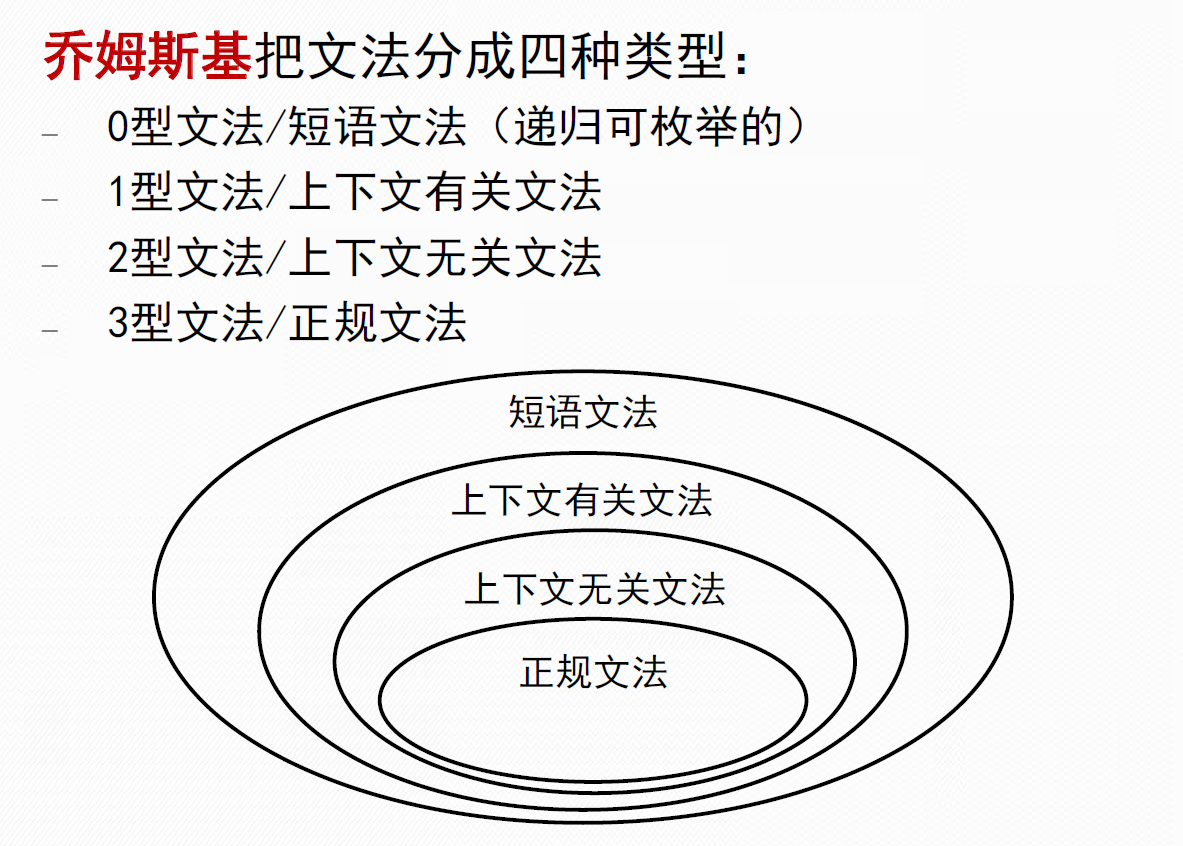 乔姆斯基把文法分成四种类型：
– 0型文法/短语文法（递归可枚举的）
– 1型文法/上下文有关文法
– 2型文法/上下文无关文法
– 3型文法/正规文法
短语文法
上下文有关文法
上下文无关文法
正规文法